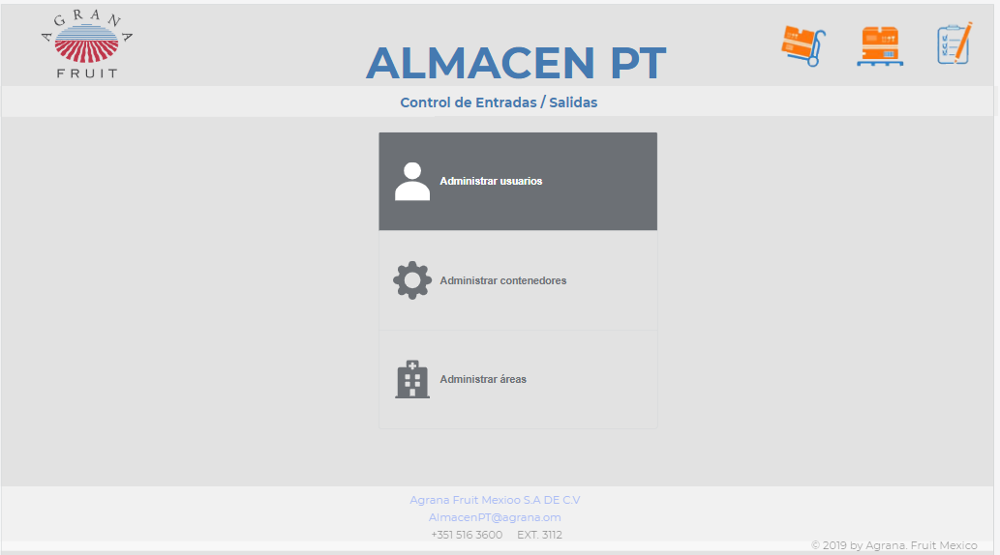 AGRANA
FRUIT
ALMACEN PT
Control de Entradas / Salidas
Administrar usuarios
Administrar contenedores
Administrar áreas
Agrana Fruit Mexioo S.A DE C.V
AlmacenPT@agrana.om
+351 516 3600 EXT. 3112
© 2019 by Agrana. Fruit Mexico